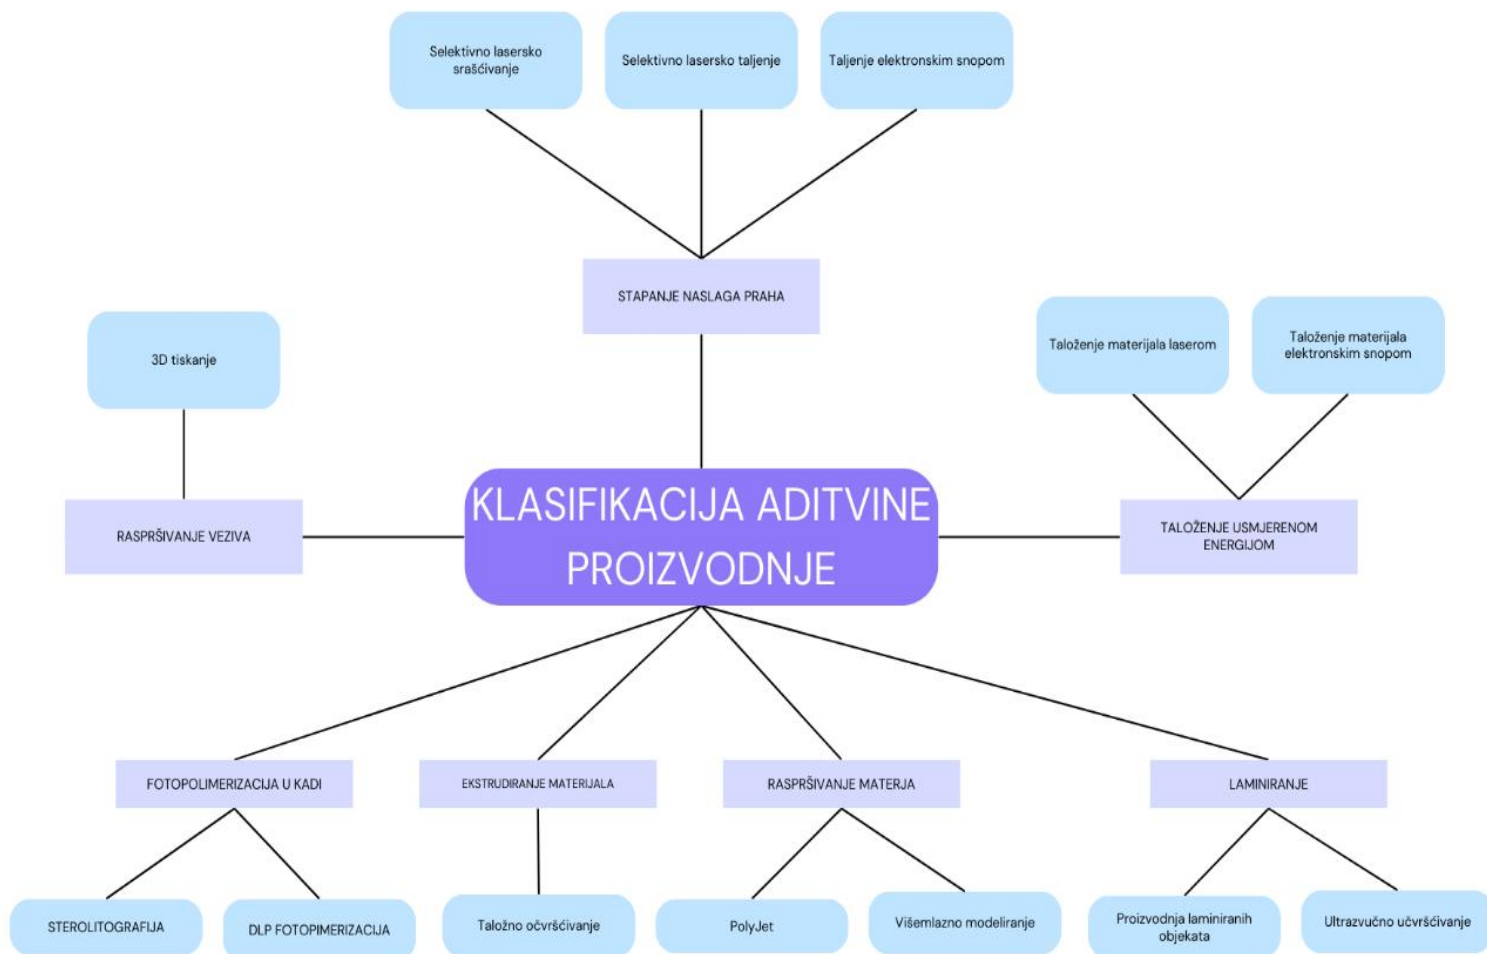 Selektivno lasersko
srašćivanje
Selektivno lasersko taljenje
Taljenje elektronskim snopom
STAPANJE NASLAGA PRAHA
3D tiskanje
Taloženje materijala laserom
Taloženje materijala
elektronskim snopom
RASPRŠIVANJE VEZIVA
KLASIFIKACIJA ADITVINE
PROIZVODNJE
TALOŽENJE USMJERENOM
ENERGIJOM
FOTOPOLIMERIZACIJA U KADI
EKSTRUDIRANJE MATERIJALA
RASPRŠIVANJE MATERJA
LAMINIRANJE
STEROLITOGRAFIJA
DLP FOTOPIMERIZACIJA
Taložno očvršćivanje
PolyJet
Višemlazno modeliranje
Proizvodnja laminiranih
objekata
Ultrazvučno učvršćivanje